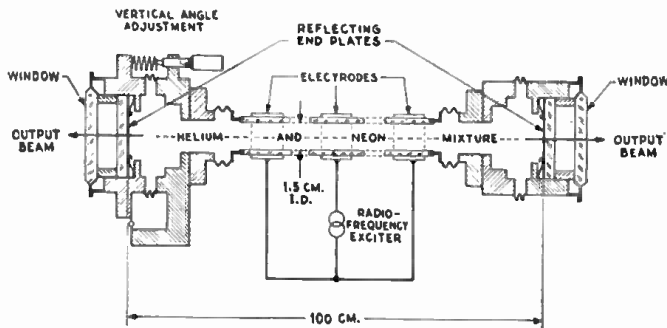 VERTICAL ANGLE
ADJUSTMENT
REFLECTING
END PLATES
WINDOW
ELECTRODES
WINDOW
OUTPUT
BEAM
HELIUM AND NEON MIXTURE
OUTPUT
BEAM
1.5 CM.
I.D.
RADIO-
FREQUENCY
EXCITER
100 CM.